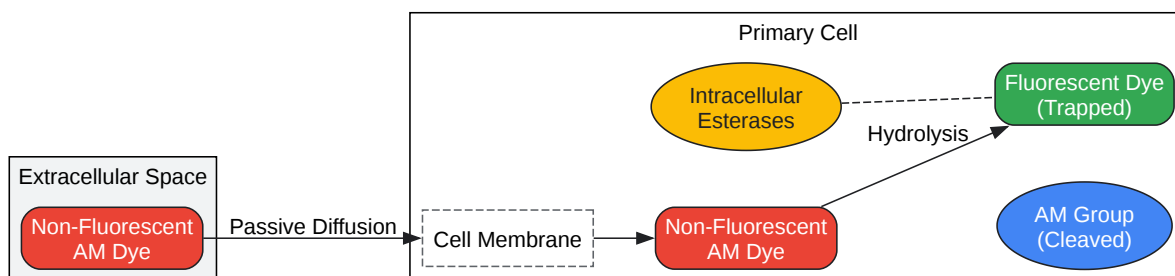 Primary Cell
Intracellular
Esterases
Fluorescent Dye
(Trapped)
Hydrolysis
Extracellular Space
Non-Fluorescent
AM Dye
Passive Diffusion
Cell Membrane
Non-Fluorescent
AM Dye
AM Group
(Cleaved)